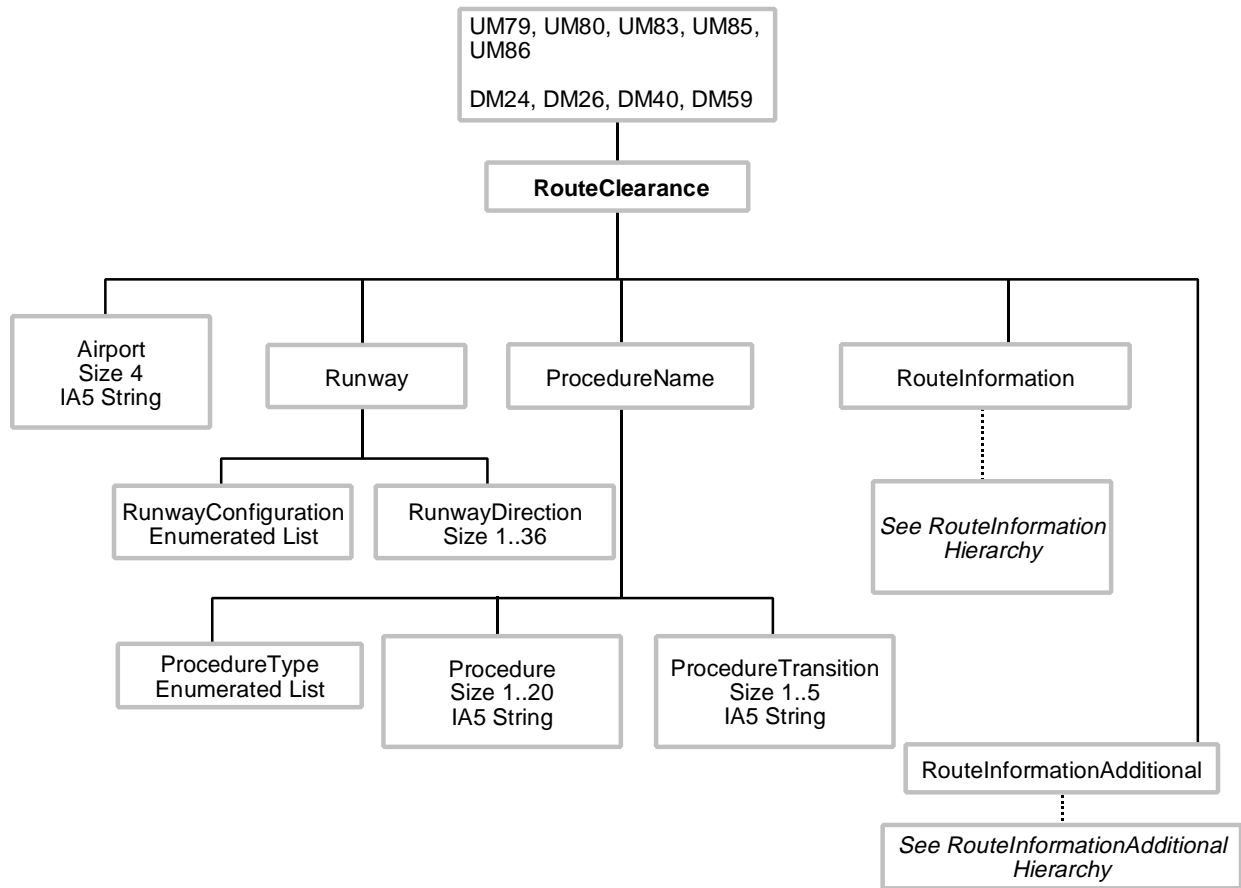 UM79, UM80, UM83, UM85,
UM86
DM24, DM26, DM40, DM59
RouteClearance
Airport
Size 4
IA5 String
Runway
ProcedureName
RouteInformation
RunwayConfiguration
Enumerated List
RunwayDirection
Size 1..36
See RouteInformation
Hierarchy
ProcedureType
Enumerated List
Procedure
Size 1..20
IA5 String
ProcedureTransition
Size 1..5
IA5 String
RouteInformationAdditional
See RouteInformationAdditional
Hierarchy